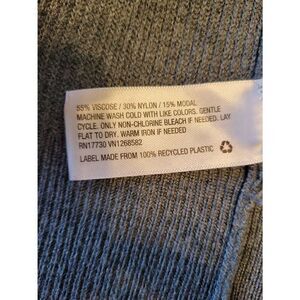 55% VISCOSE / 30% NYLON / 15% MODAL
MACHINE WASH COLD WITH LIKE COLORS, GENTLE
CYCLE. ONLY NON-CHLORINE BLEACH IF NEEDED. LAY
FLAT TO DRY. WARM IRON IF NEEDED
RN17730 VN1268582
LABEL MADE FROM 100% RECYCLED PLASTIC